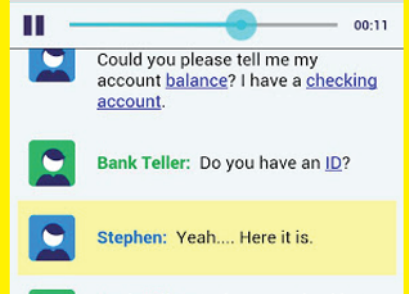 00:11
Could you please tell me my
account balance? I have a checking
account.
Bank Teller: Do you have an ID?
Stephen: Yeah.... Here it is.